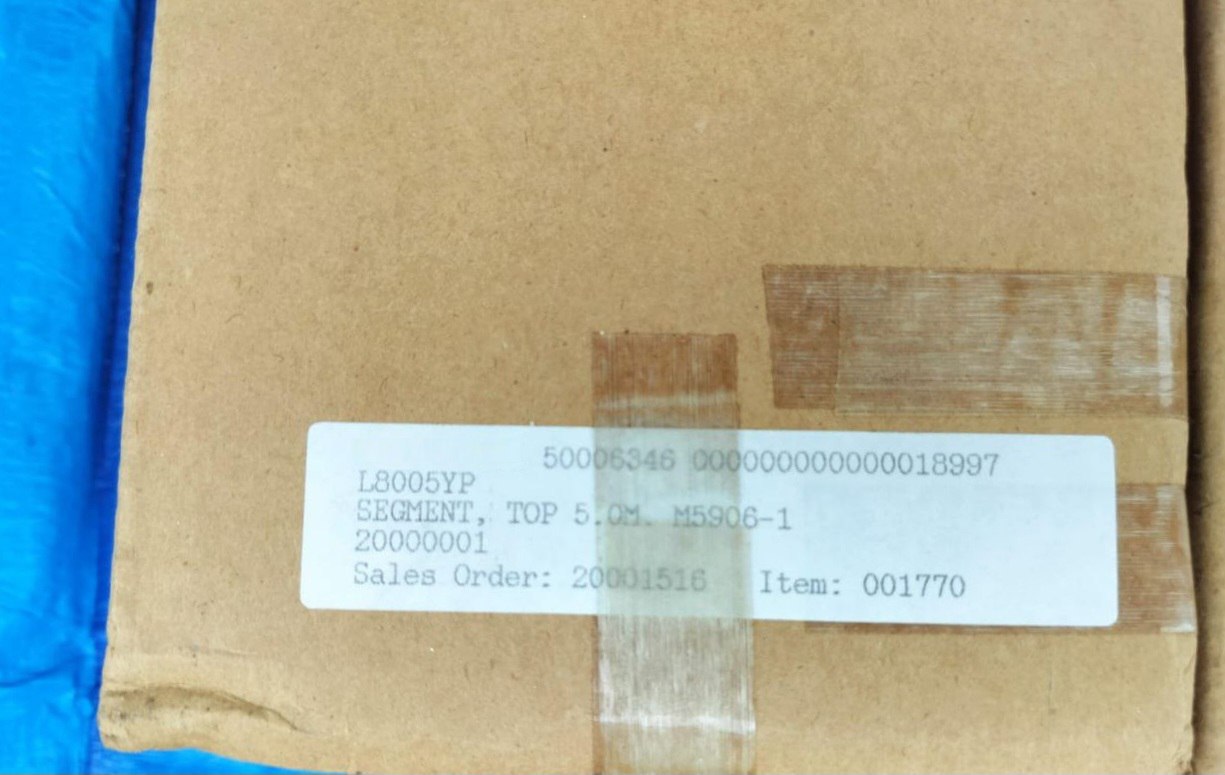 50006346 000000000000018997
L8005YP
SEGMENT, TOP 5.0M. M5906-1
20000001
Sales Order: 20001516 Item: 001770